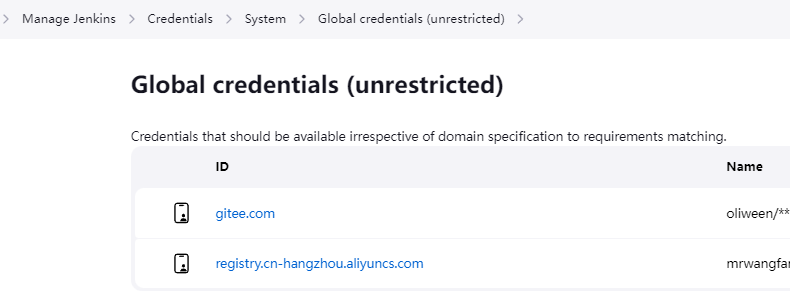 Manage Jenkins > Credentials > System > Global credentials (unrestricted) >
Global credentials (unrestricted)
Credentials that should be available irrespective of domain specification to requirements matching.
ID Name
gitee.com oliween/**
registry.cn-hangzhou.aliyuncs.com